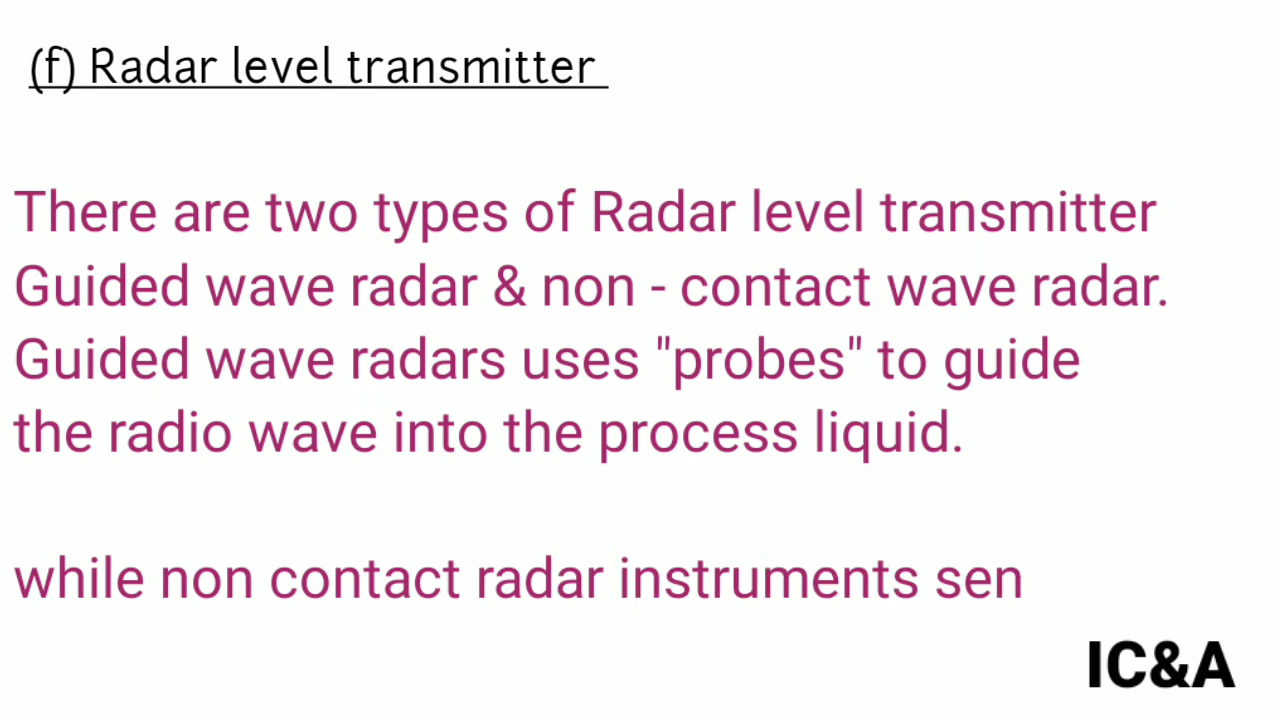 (f) Radar level transmitter
There are two types of Radar level transmitter
Guided wave radar & non - contact wave radar.
Guided wave radars uses "probes" to guide
the radio wave into the process liquid.
while non contact radar instruments sen
IC&A